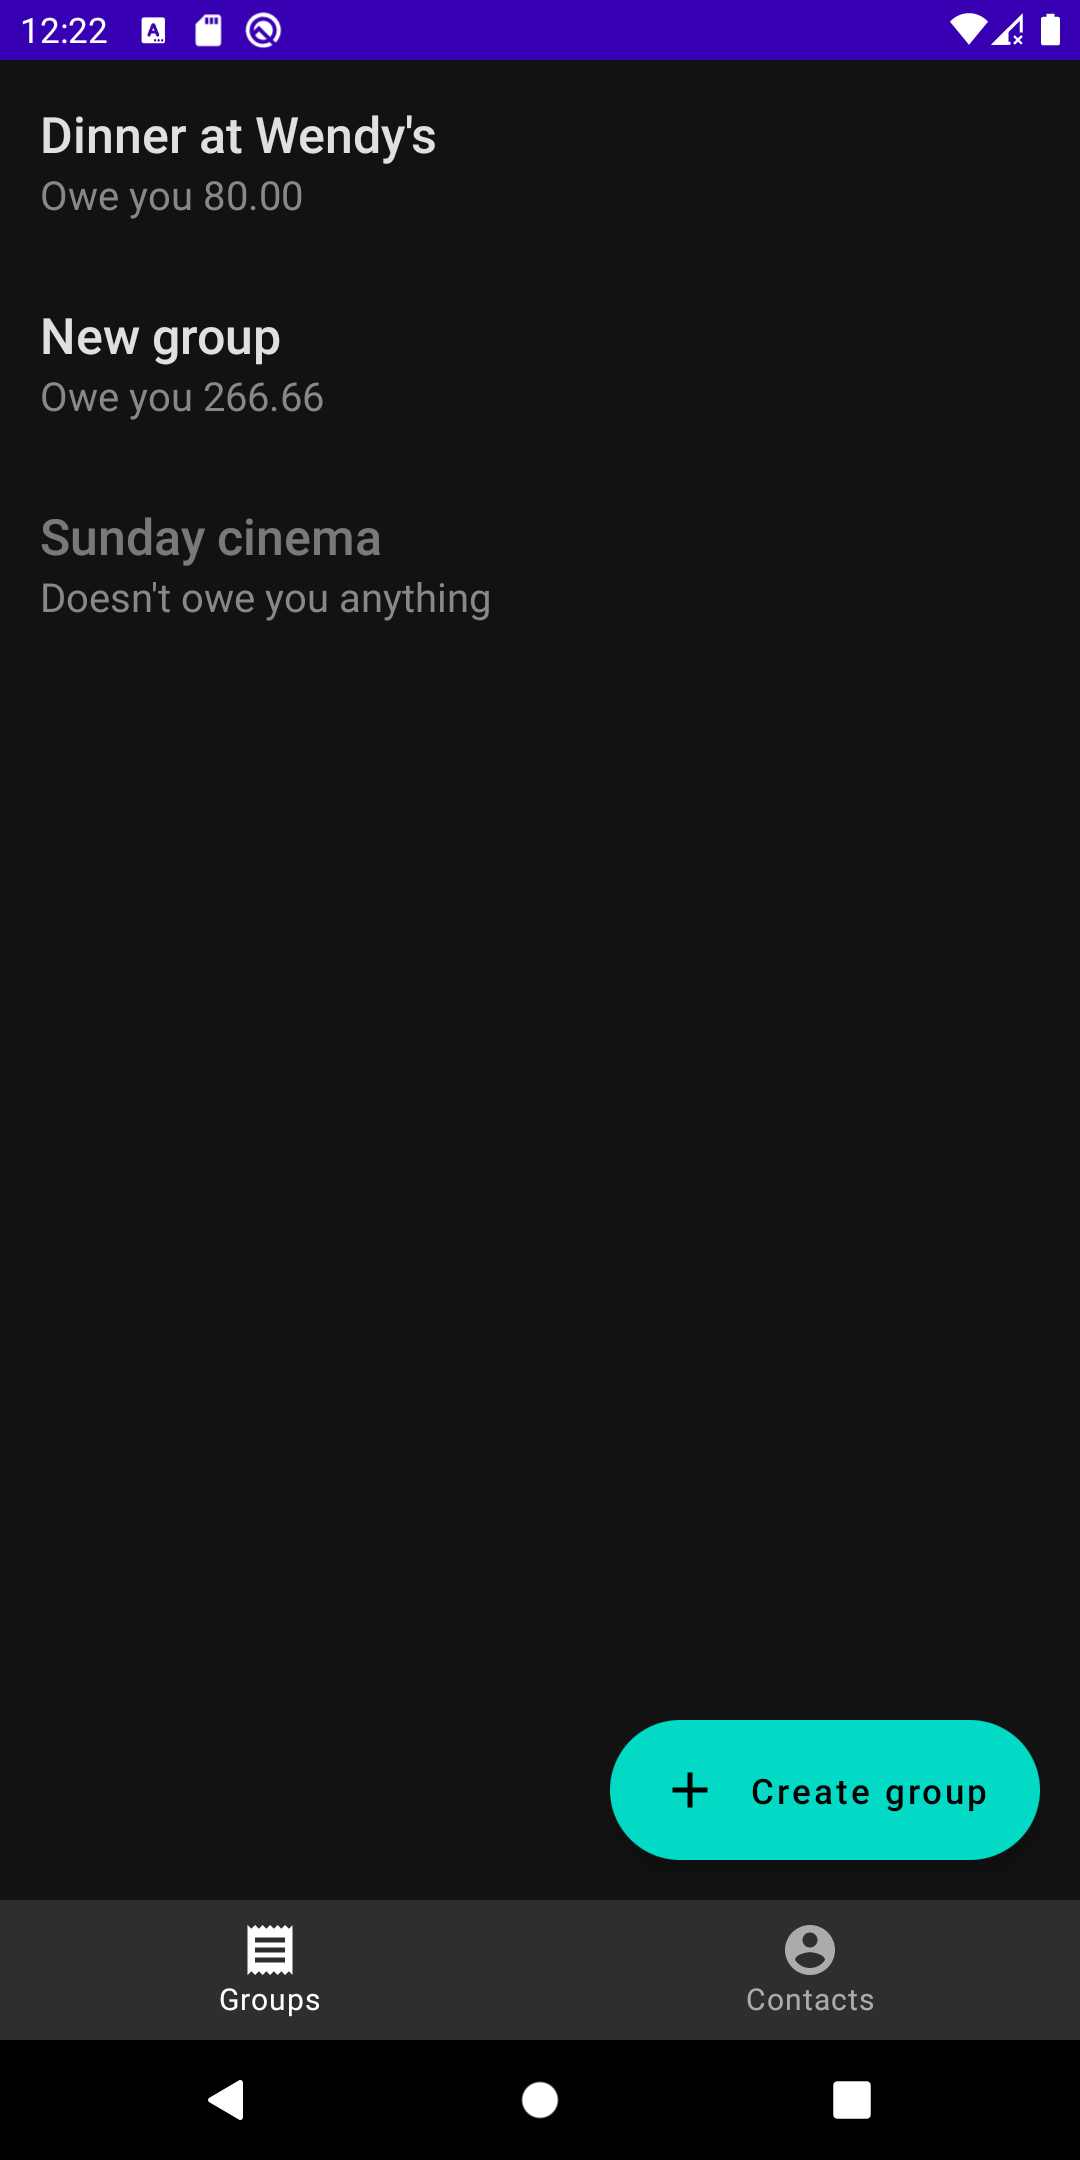 12:22
Dinner at Wendy's
Owe you 80.00
New group
Owe you 266.66
Sunday cinema
Doesn't owe you anything
Create group
Groups
Contacts